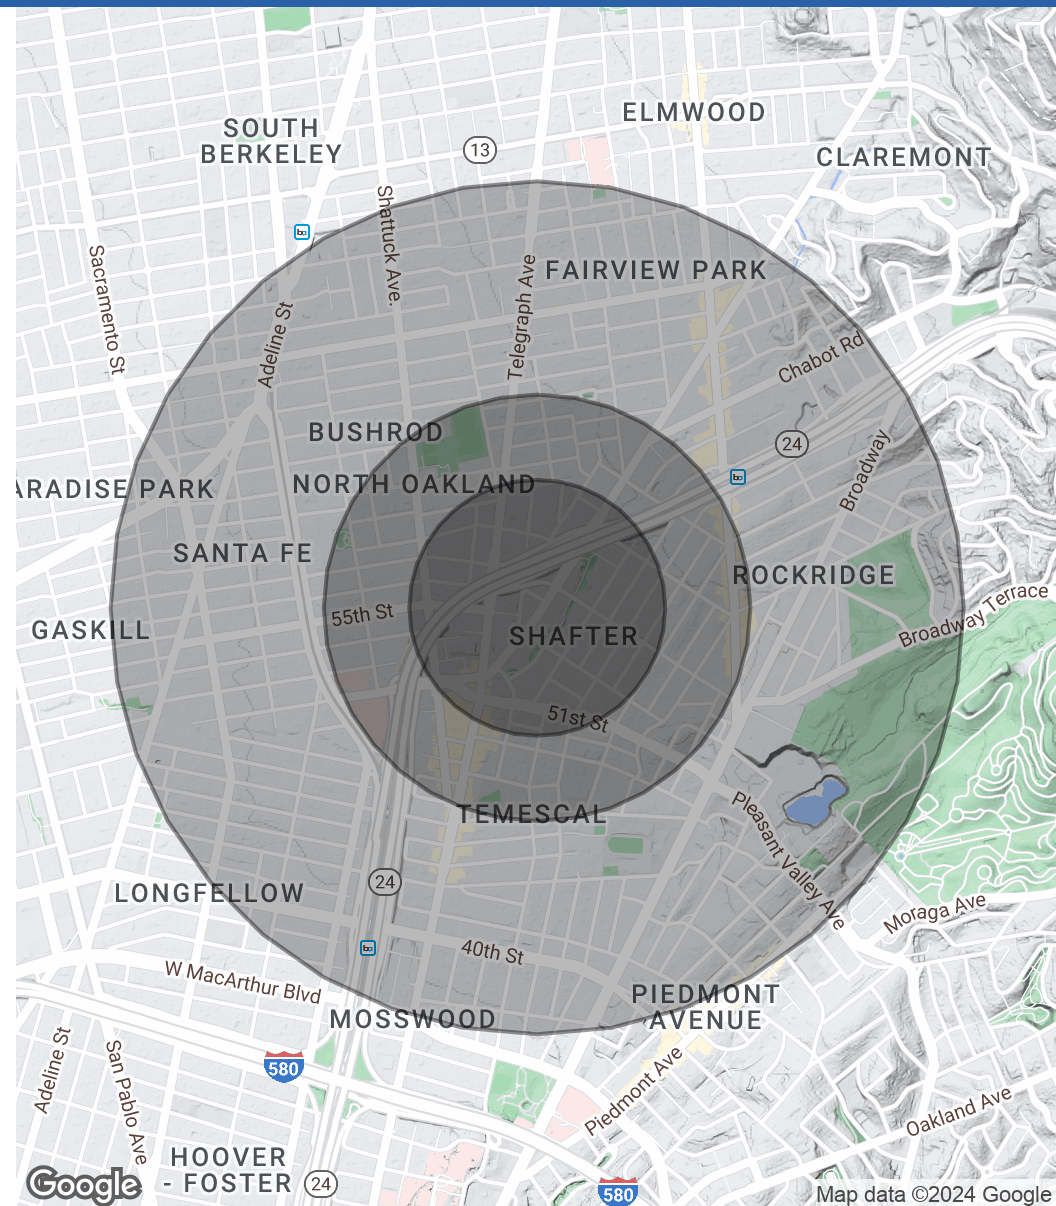 ELMWOOD
SOUTH
BERKELEY
13
CLAREMONT
Shattuck Ave.
Sacramento St
Telegraph Ave
FAIRVIEW PARK
Adeline St
Chabot Rd
BUSHROD
24
Broadway
NORTH OAKLAND
ARADISE PARK
SANTA FE
ROCKRIDGE
55th St
Broadway Terrace
GASKILL
SHAFTER
51st St
TEMESCAL
Pleasant Valley Ave
24
LONGFELLOW
Moraga Ave
40th St
W MacArthur Blvd
PIEDMONT
AVENUE
MOSSWOOD
Adeline St
San Pablo Ave
580
Piedmont Ave
Oakland Ave
HOOVER
- FOSTER
24
580
Google
Map data ©2024 Google